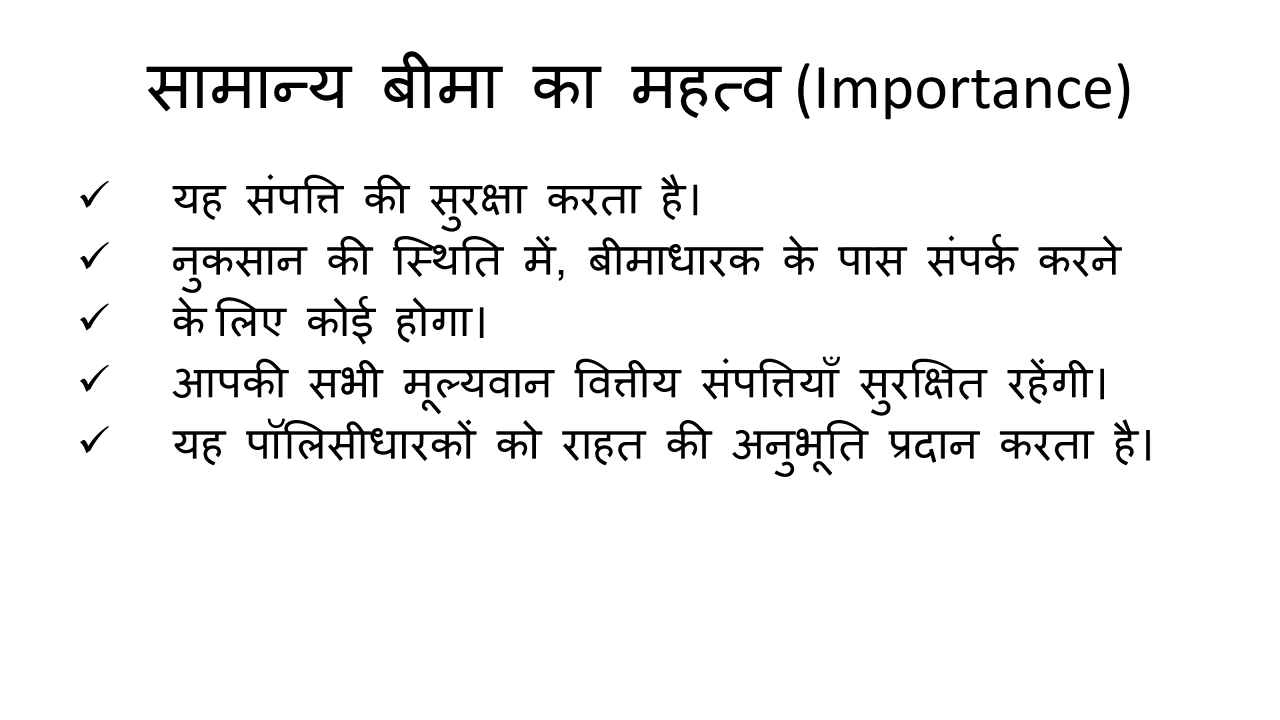 सामान्य बीमा का महत्व (Importance)
✓ यह संपत्ति की सुरक्षा करता है।
✓ नुकसान की स्थिति में, बीमाधारक के पास संपर्क करने
✓ के लिए कोई होगा।
✓ आपकी सभी मूल्यवान वित्तीय संपत्तियाँ सुरक्षित रहेंगी।
✓ यह पॉलिसीधारकों को राहत की अनुभूति प्रदान करता है।